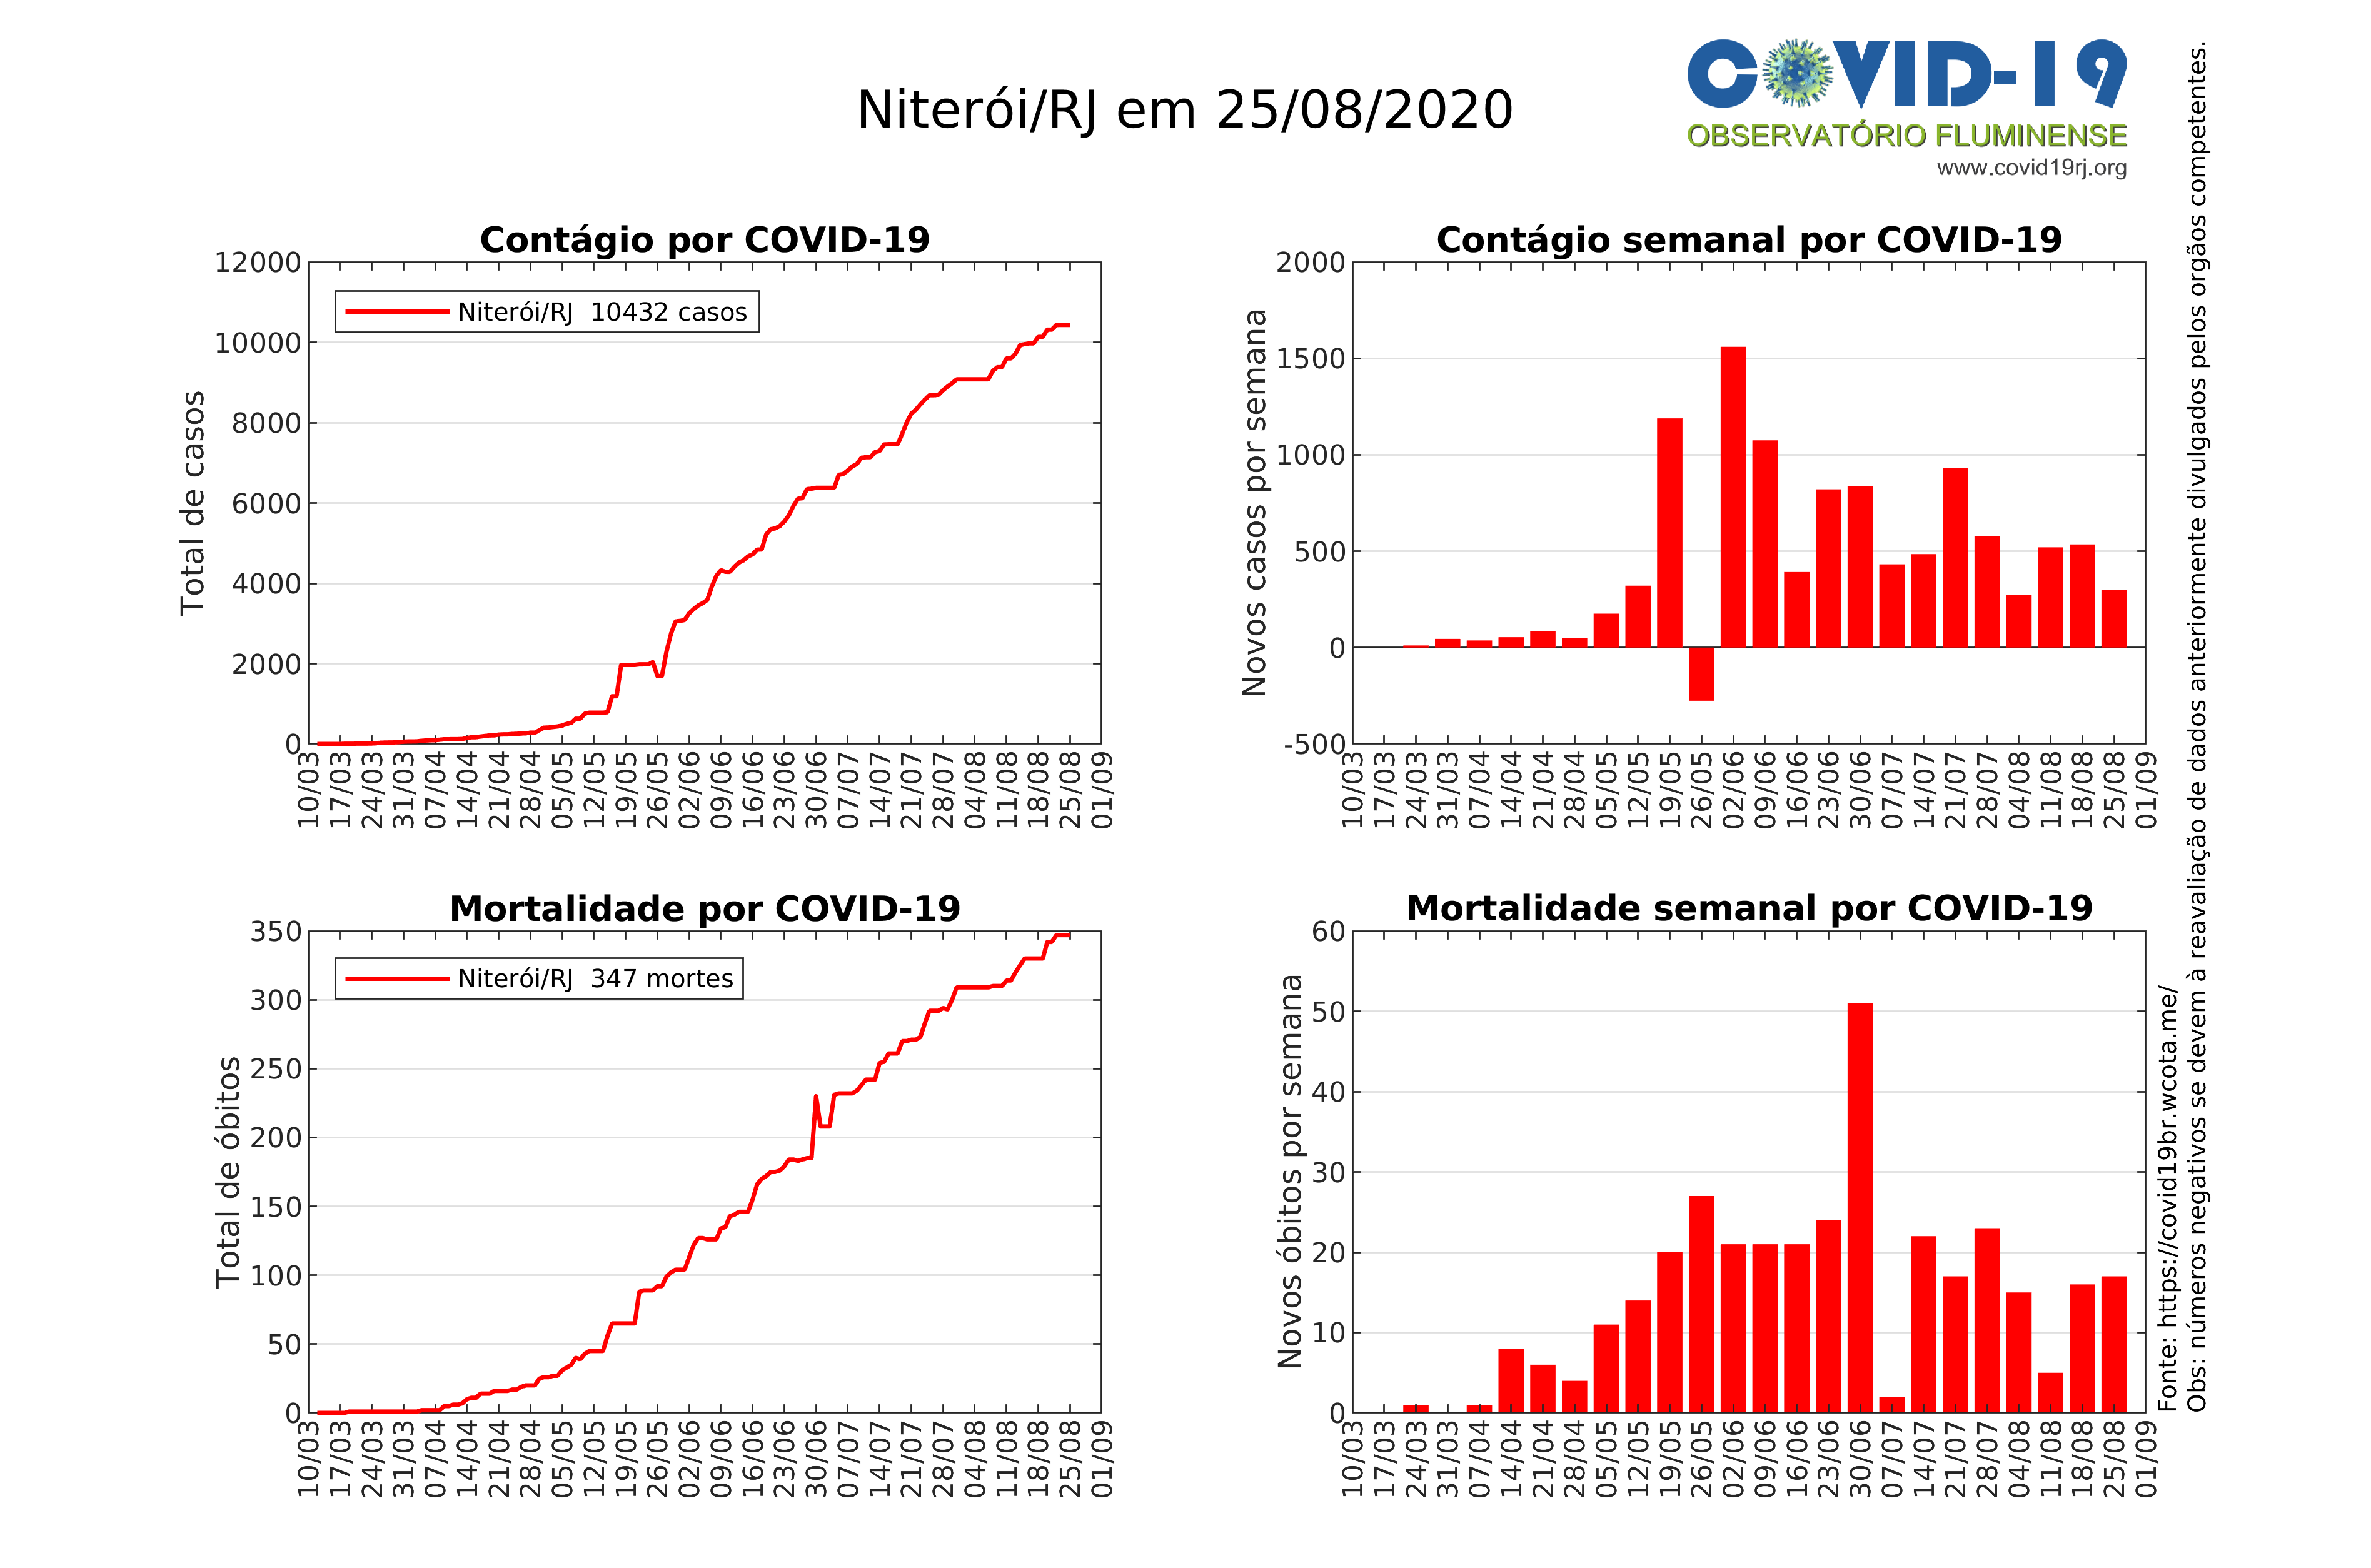 Niterói/RJ em 25/08/2020
COVID-19
OBSERVATÓRIO FLUMINENSE
www.covid19rj.org
Contágio por COVID-19
Total de casos
12000
10000
8000
6000
4000
2000
0
Niterói/RJ  10432 casos
10/03 17/03 24/03 31/03 07/04 14/04 21/04 28/04 05/05 12/05 19/05 26/05 02/06 09/06 16/06 23/06 30/06 07/07 14/07 21/07 28/07 04/08 11/08 18/08 25/08 01/09
Contágio semanal por COVID-19
Novos casos por semana
2000
1500
1000
500
0
-500
10/03 17/03 24/03 31/03 07/04 14/04 21/04 28/04 05/05 12/05 19/05 26/05 02/06 09/06 16/06 23/06 30/06 07/07 14/07 21/07 28/07 04/08 11/08 18/08 25/08 01/09
Mortalidade por COVID-19
Total de óbitos
350
300
250
200
150
100
50
0
Niterói/RJ  347 mortes
10/03 17/03 24/03 31/03 07/04 14/04 21/04 28/04 05/05 12/05 19/05 26/05 02/06 09/06 16/06 23/06 30/06 07/07 14/07 21/07 28/07 04/08 11/08 18/08 25/08 01/09
Mortalidade semanal por COVID-19
Novos óbitos por semana
60
50
40
30
20
10
0
10/03 17/03 24/03 31/03 07/04 14/04 21/04 28/04 05/05 12/05 19/05 26/05 02/06 09/06 16/06 23/06 30/06 07/07 14/07 21/07 28/07 04/08 11/08 18/08 25/08 01/09
Fonte: https://covid19br.wcota.me/
Obs: números negativos se devem à reavaliação de dados anteriormente divulgados pelos orgãos competentes.